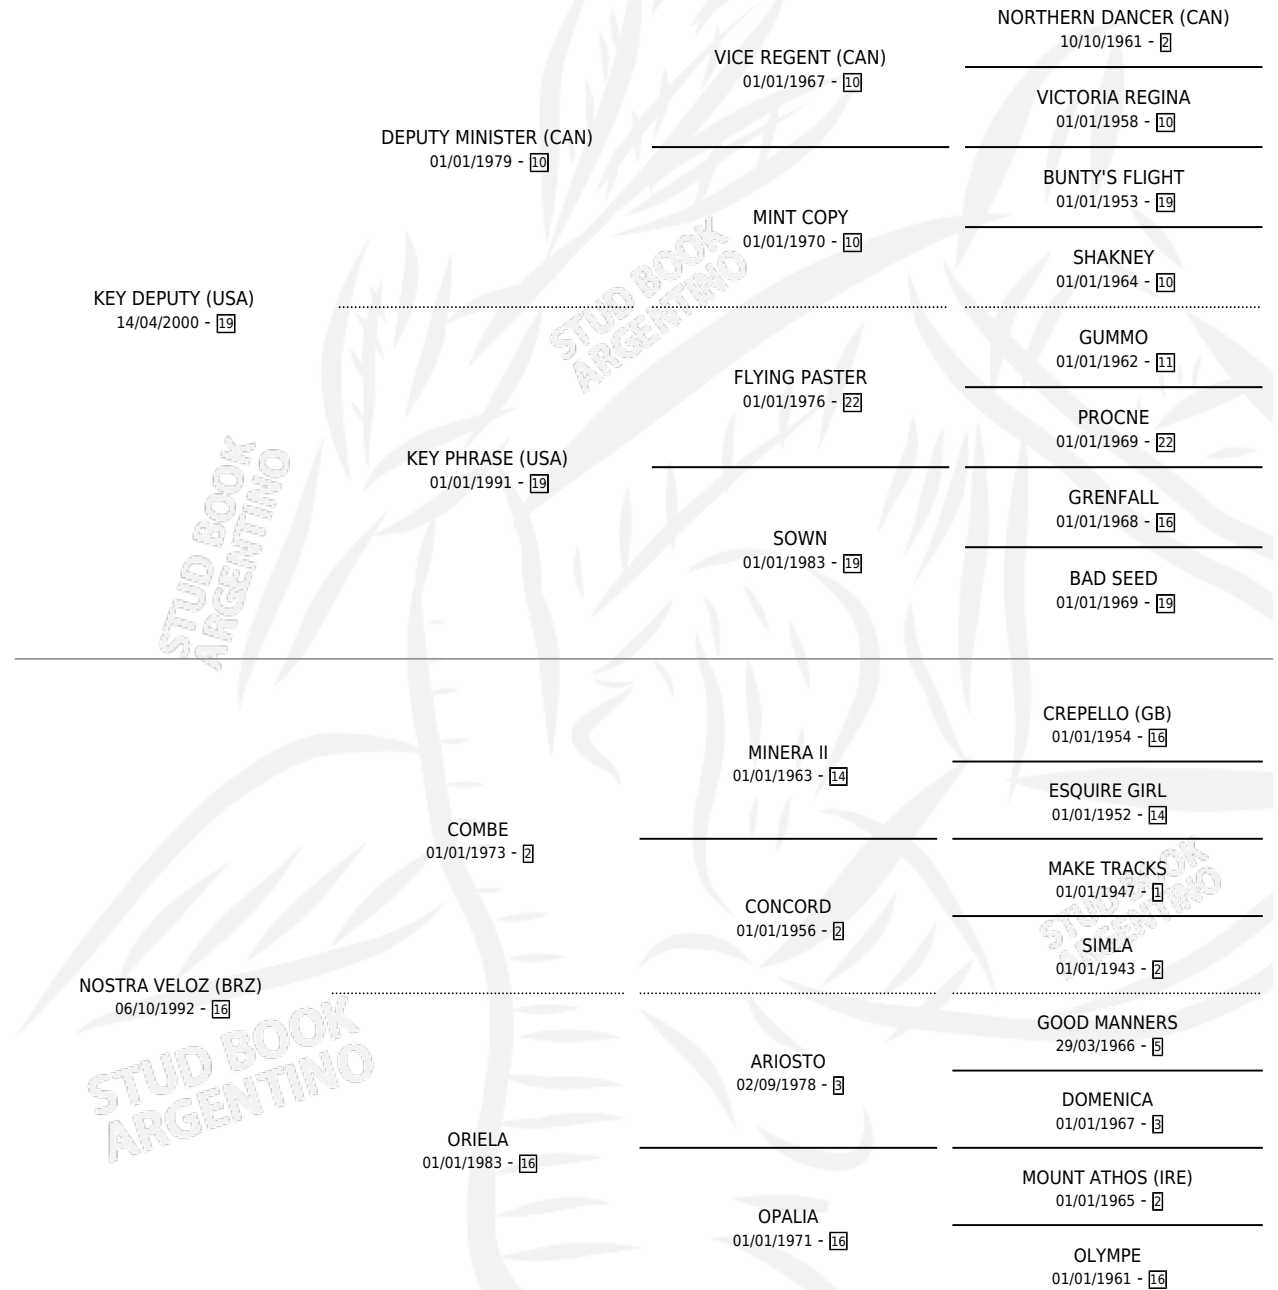 NORTHERN DANCER (CAN)
10/10/1961 - 2
VICE REGENT (CAN)
01/01/1967 - 10
VICTORIA REGINA
01/01/1958 - 10
DEPUTY MINISTER (CAN)
01/01/1979 - 10
BUNTY'S FLIGHT
01/01/1953 - 19
MINT COPY
01/01/1970 - 10
SHAKNEY
01/01/1964 - 10
KEY DEPUTY (USA)
14/04/2000 - 19
STUD BOOK
ARGENTINO
GUMMO
01/01/1962 - 11
FLYING PASTER
01/01/1976 - 22
PROCNE
01/01/1969 - 22
KEY PHRASE (USA)
01/01/1991 - 19
GRENFALL
01/01/1968 - 16
SOWN
01/01/1983 - 19
BAD SEED
01/01/1969 - 19
STUD BOOK
ARGENTINO
CREPELLO (GB)
01/01/1954 - 16
MINERA II
01/01/1963 - 14
ESQUIRE GIRL
01/01/1952 - 14
COMBE
01/01/1973 - 2
MAKE TRACKS
01/01/1947 - 1
CONCORD
01/01/1956 - 2
SIMLA
01/01/1943 - 2
STUD BOOK
ARGENTINO
NOSTRA VELOZ (BRZ)
06/10/1992 - 16
GOOD MANNERS
29/03/1966 - 5
ARIOSTO
02/09/1978 - 3
DOMENICA
01/01/1967 - 3
STUD BOOK
ARGENTINO
ORIELA
01/01/1983 - 16
MOUNT ATHOS (IRE)
01/01/1965 - 2
OPALIA
01/01/1971 - 16
OLYMPE
01/01/1961 - 16